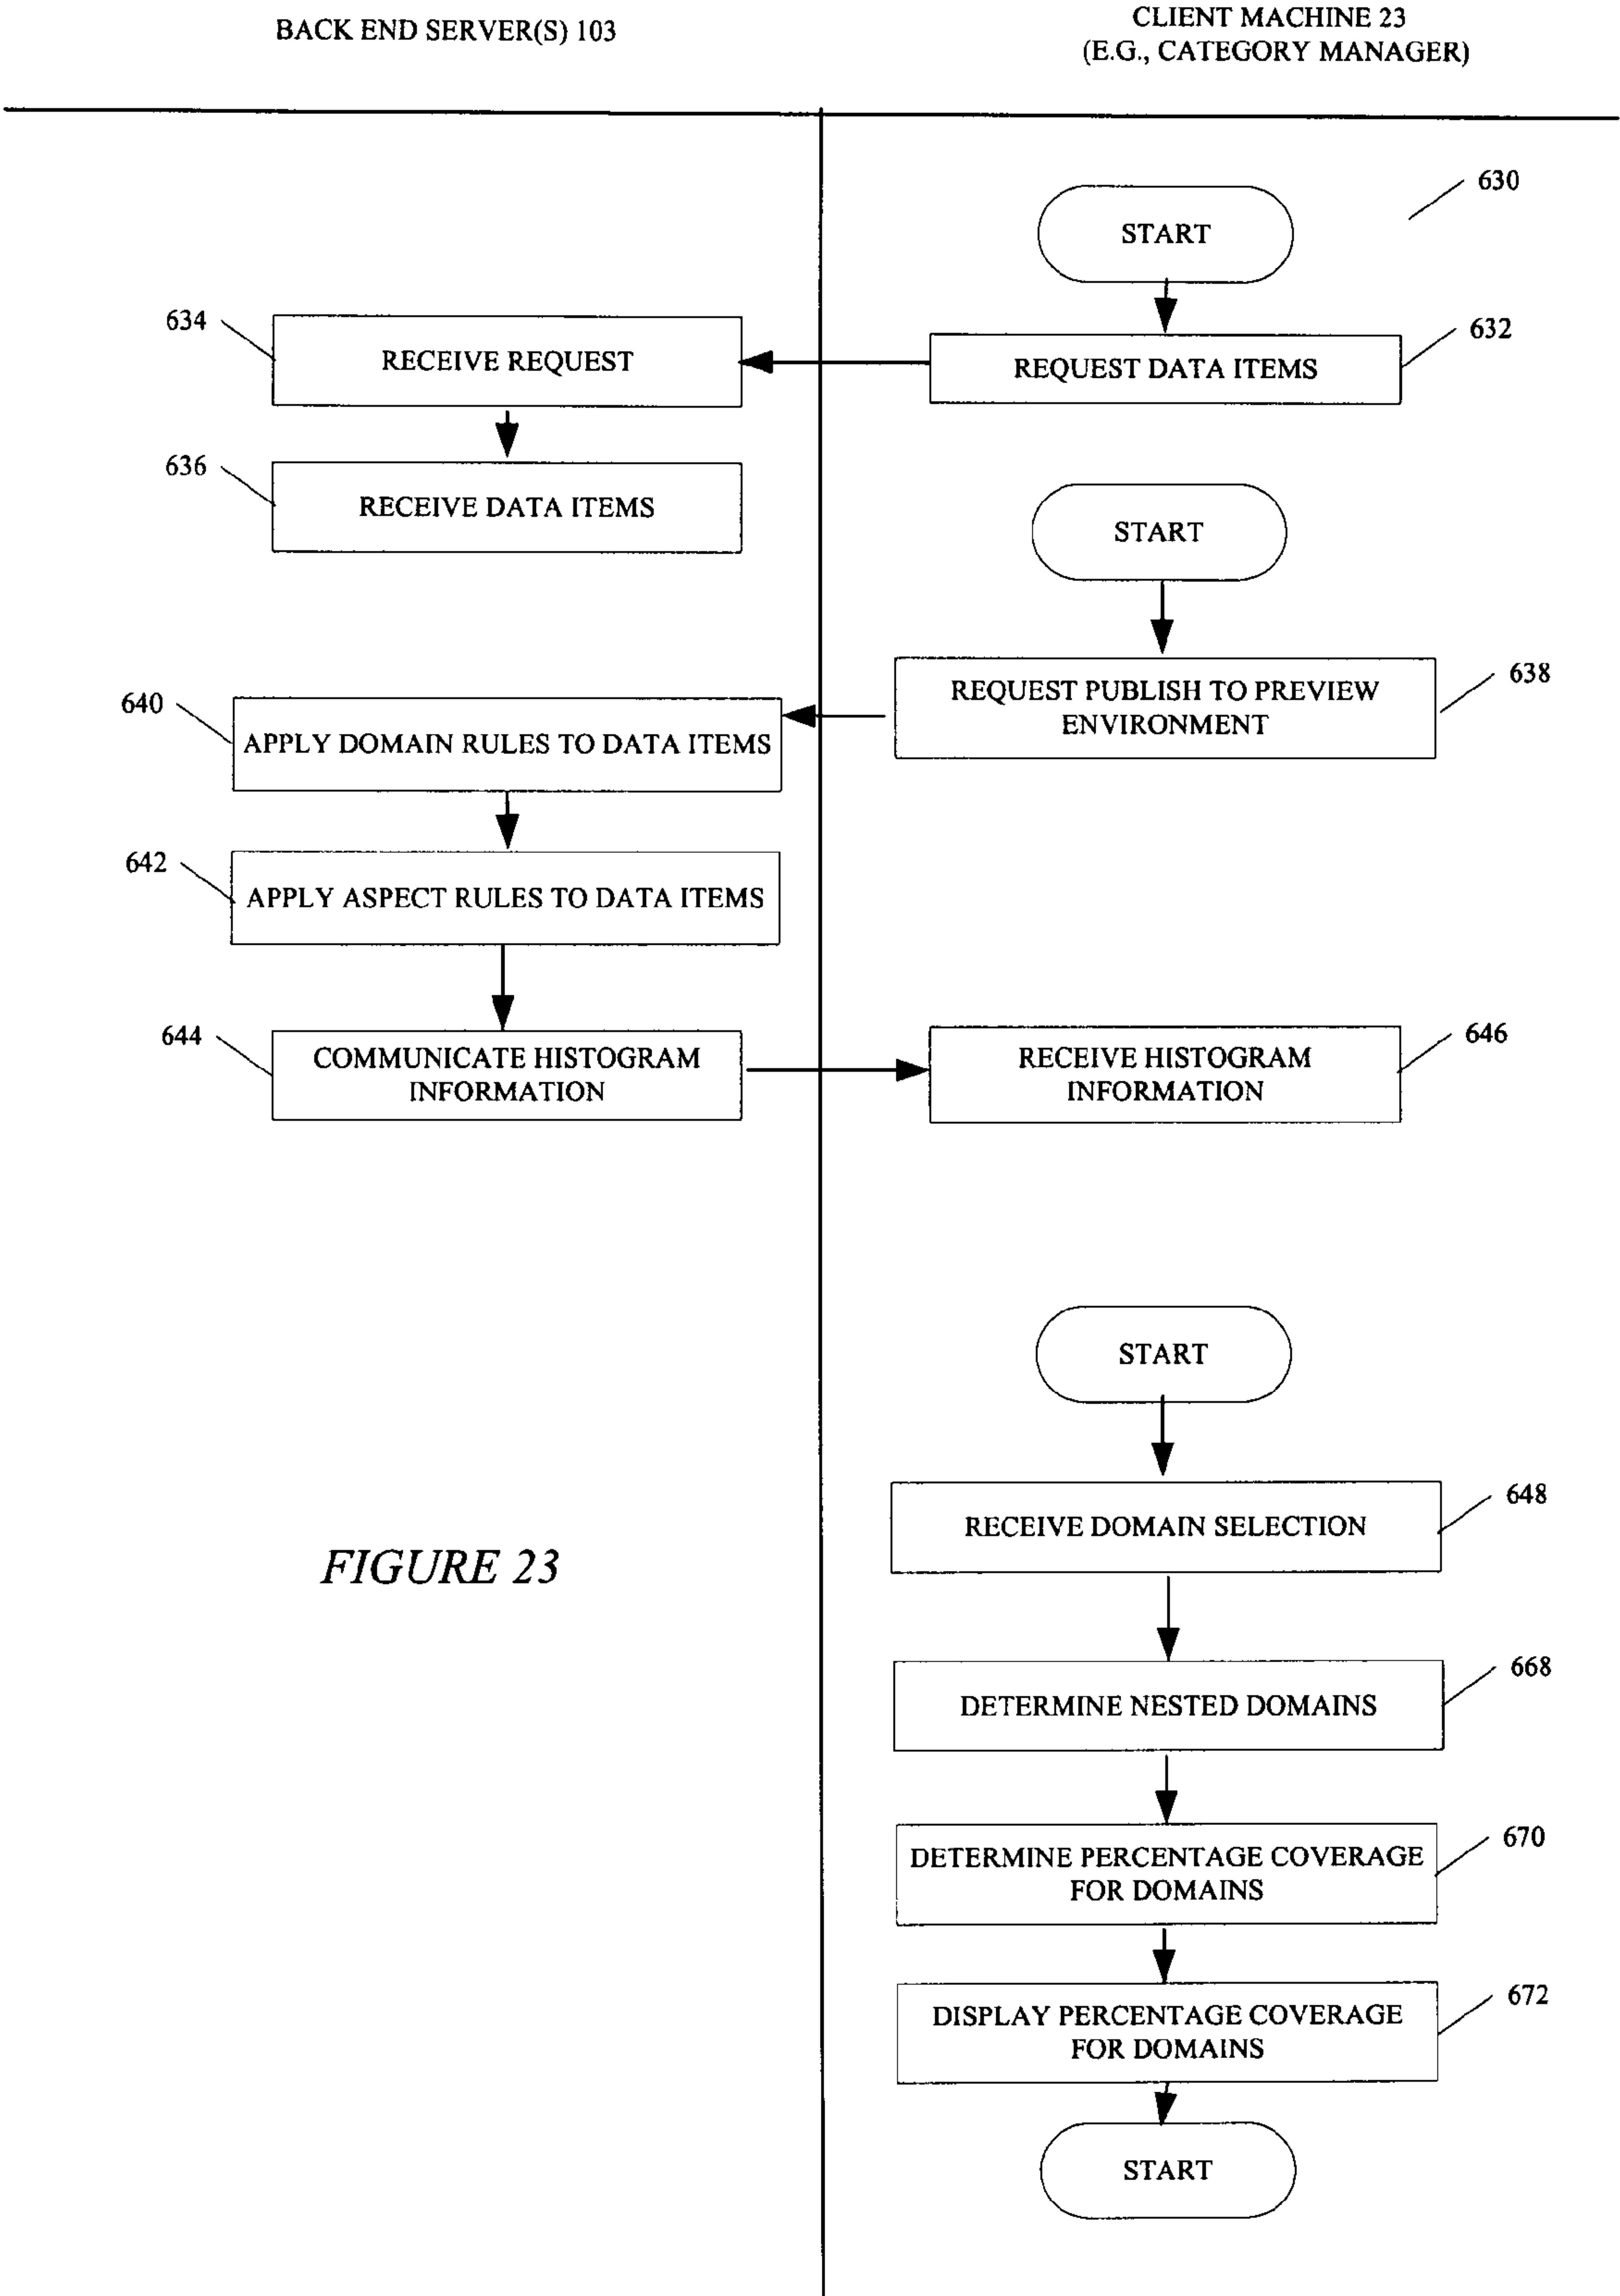 BACK END SERVER(S) 103
CLIENT MACHINE 23
(E.G., CATEGORY MANAGER)
630
START
634
RECEIVE REQUEST
632
REQUEST DATA ITEMS
636
RECEIVE DATA ITEMS
START
638
REQUEST PUBLISH TO PREVIEW
ENVIRONMENT
640
APPLY DOMAIN RULES TO DATA ITEMS
642
APPLY ASPECT RULES TO DATA ITEMS
644
COMMUNICATE HISTOGRAM
INFORMATION
646
RECEIVE HISTOGRAM
INFORMATION
START
648
RECEIVE DOMAIN SELECTION
FIGURE 23
668
DETERMINE NESTED DOMAINS
670
DETERMINE PERCENTAGE COVERAGE
FOR DOMAINS
672
DISPLAY PERCENTAGE COVERAGE
FOR DOMAINS
START